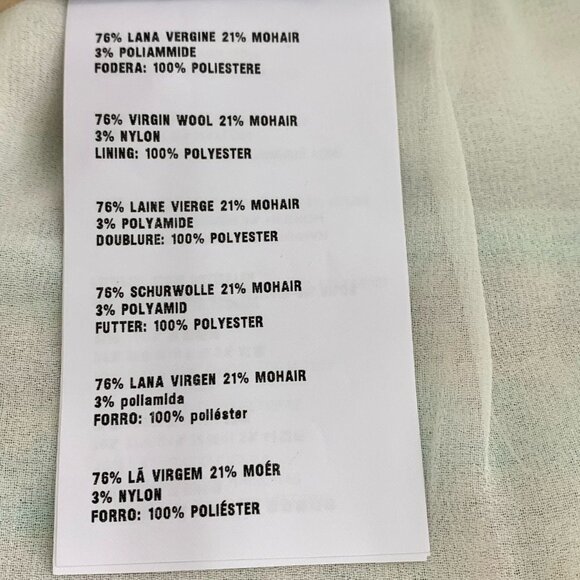 76% LANA VERGINE 21% MOHAIR
3% POLIAMMIDE
FODERA: 100% POLIESTERE
76% VIRGIN WOOL 21% MOHAIR
3% NYLON
LINING: 100% POLYESTER
76% LAINE VIERGE 21% MOHAIR
3% POLYAMIDE
DOUBLURE: 100% POLYESTER
76% SCHURWOLLE 21% MOHAIR
3% POLYAMID
FUTTER: 100% POLYESTER
76% LANA VIRGEN 21% MOHAIR
3% poliamida
FORRO: 100% poliéster
76% LÃ VIRGEM 21% MOÉR
3% NYLON
FORRO: 100% POLIÉSTER